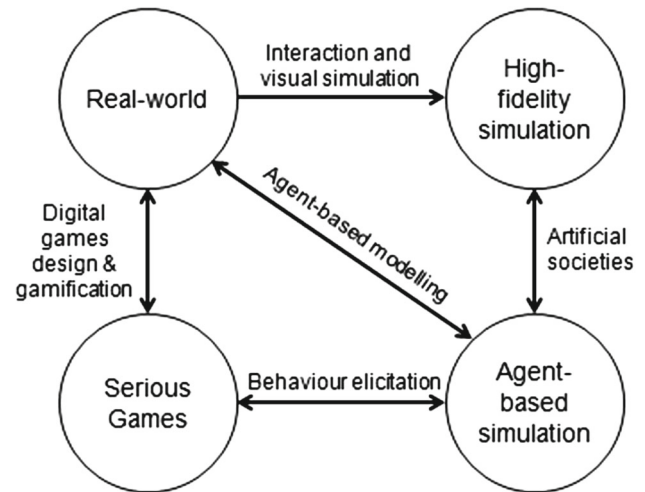 Real-world
Interaction and
visual simulation
High-
fidelity
simulation
Agent-based modelling
Digital
games
design &
gamification
Artificial
societies
Serious
Games
Behaviour elicitation
Agent-
based
simulation